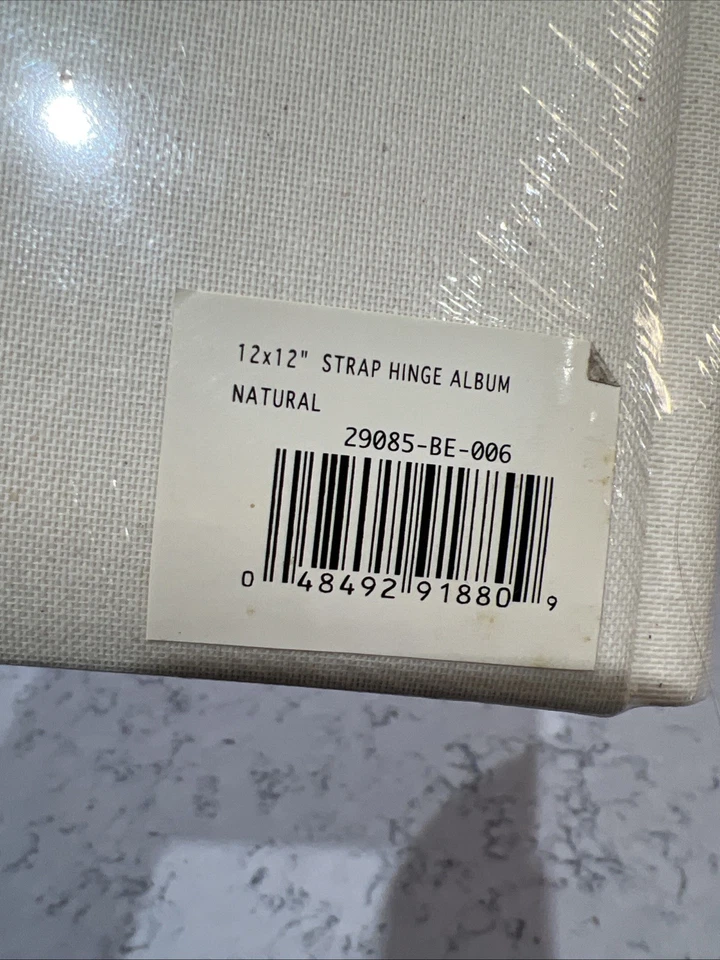 12x12" STRAP HINGE ALBUM
NATURAL
29085-BE-006
0 48492 91880 9